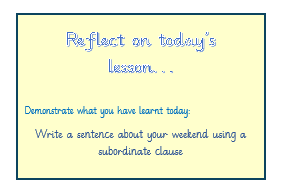 Reflect on today's
lesson...
Demonstrate what you have learnt today:
Write a sentence about your weekend using a
subordinate clause